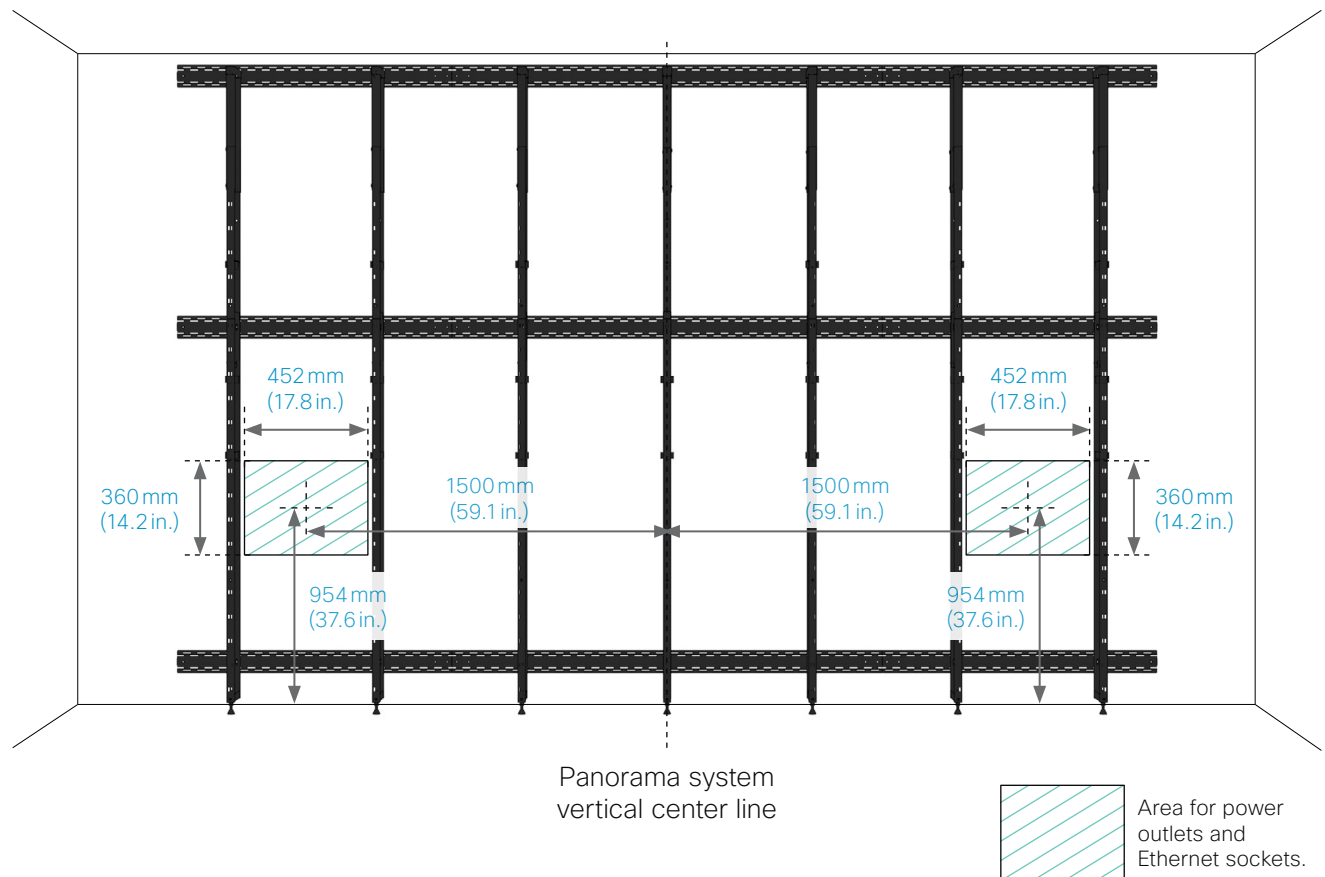 452 mm
(17.8 in.)
452 mm
(17.8 in.)
360 mm
(14.2 in.)
1500 mm
(59.1 in.)
1500 mm
(59.1 in.)
360 mm
(14.2 in.)
954 mm
(37.6 in.)
954 mm
(37.6 in.)
Panorama system
vertical center line
Area for power
outlets and
Ethernet sockets.